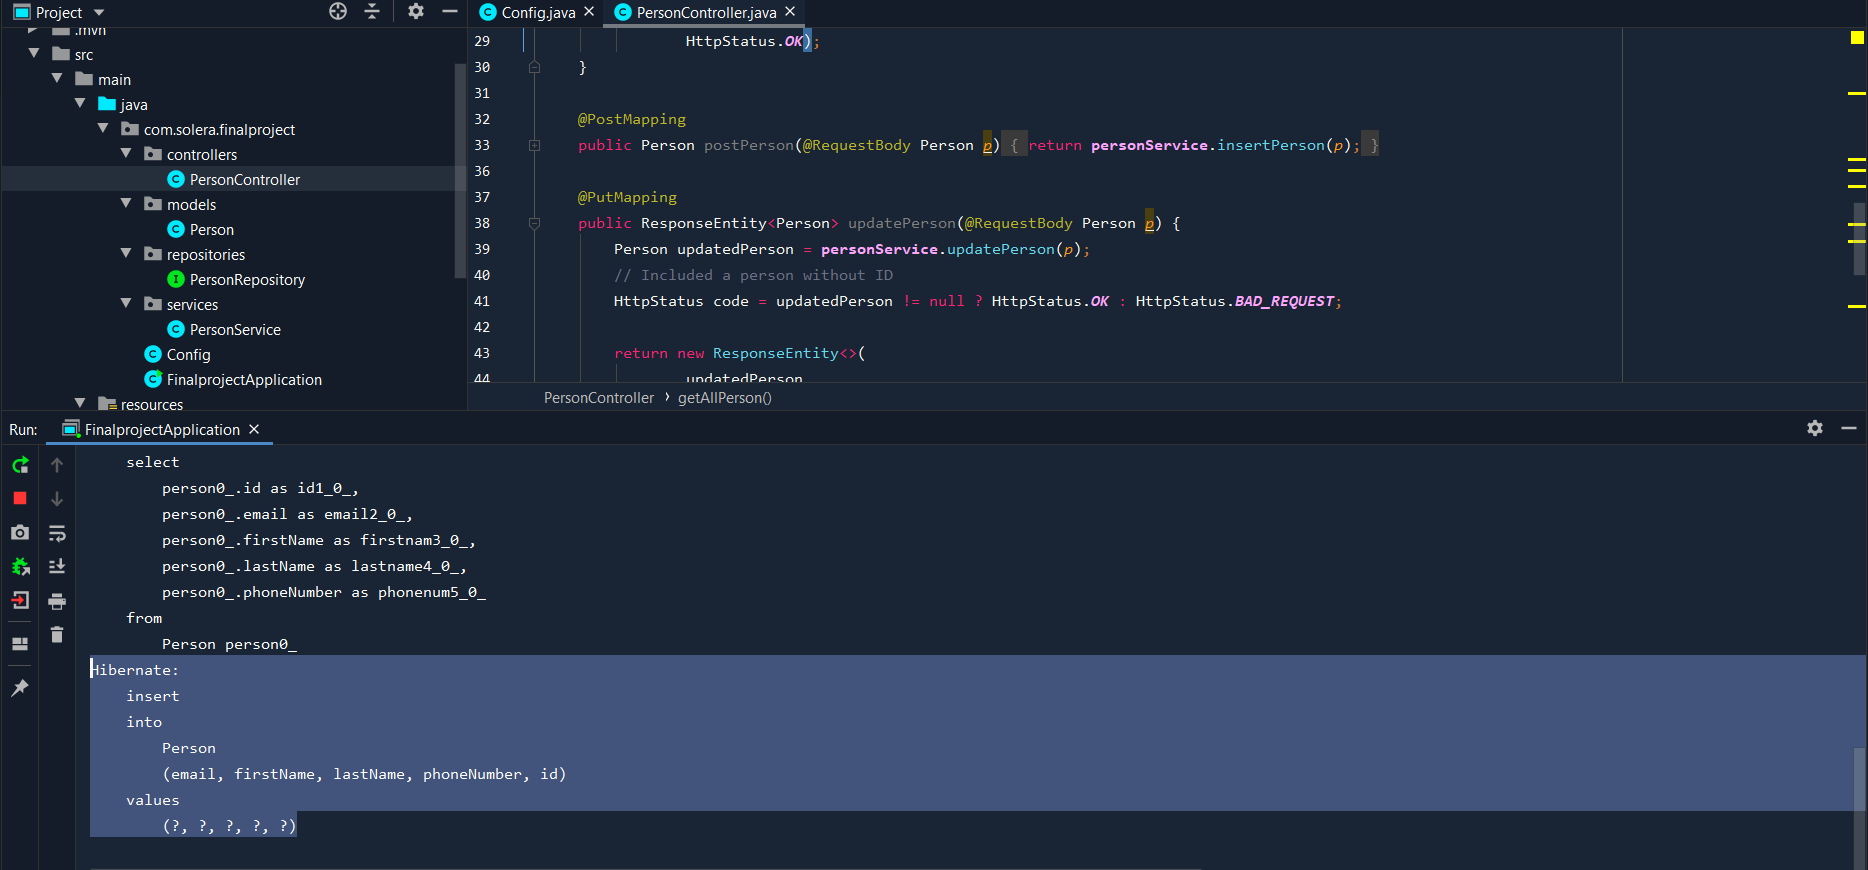 Project
.mvn
src
main
java
com.solera.finalproject
controllers
PersonController
models
Person
repositories
PersonRepository
services
PersonService
Config
FinalprojectApplication
resources
Config.java
PersonController.java
29 HttpStatus.OK);
30 }
31
32 @PostMapping
33 public Person postPerson(@RequestBody Person p) { return personService.insertPerson(p); }
36
37 @PutMapping
38 public ResponseEntity<Person> updatePerson(@RequestBody Person p) {
39 Person updatedPerson = personService.updatePerson(p);
40 // Included a person without ID
41 HttpStatus code = updatedPerson != null ? HttpStatus.OK : HttpStatus.BAD_REQUEST;
42
43 return new ResponseEntity<>(
44 updatedPerson
PersonController › getAllPerson()
Run: FinalprojectApplication
select
person0_.id as id1_0_,
person0_.email as email2_0_,
person0_.firstName as firstnam3_0_,
person0_.lastName as lastname4_0_,
person0_.phoneNumber as phonenum5_0_
from
Person person0_
Hibernate:
insert
into
Person
(email, firstName, lastName, phoneNumber, id)
values
(?, ?, ?, ?, ?)